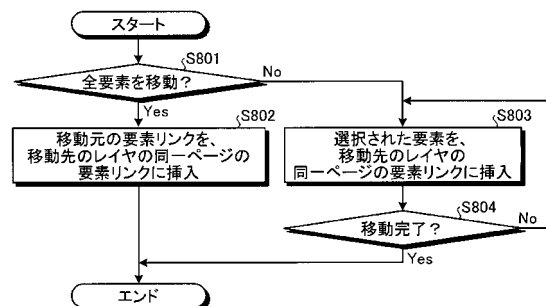 スタート
S801
全要素を移動？
No
Yes
S802
移動元の要素リンクを、
移動先のレイヤの同一ページの
要素リンクに挿入
S803
選択された要素を、
移動先のレイヤの
同一ページの要素リンクに挿入
S804
移動完了？
No
Yes
エンド